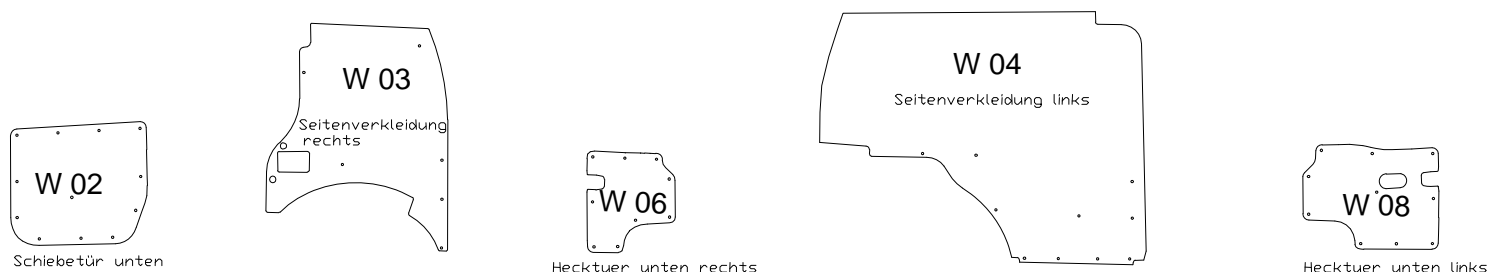 W 02
Schiebetür unten
W 03
Seitenverkleidung
rechts
W 06
Hecktuer unten rechts
W 04
Seitenverkleidung links
W 08
Hecktuer unten links